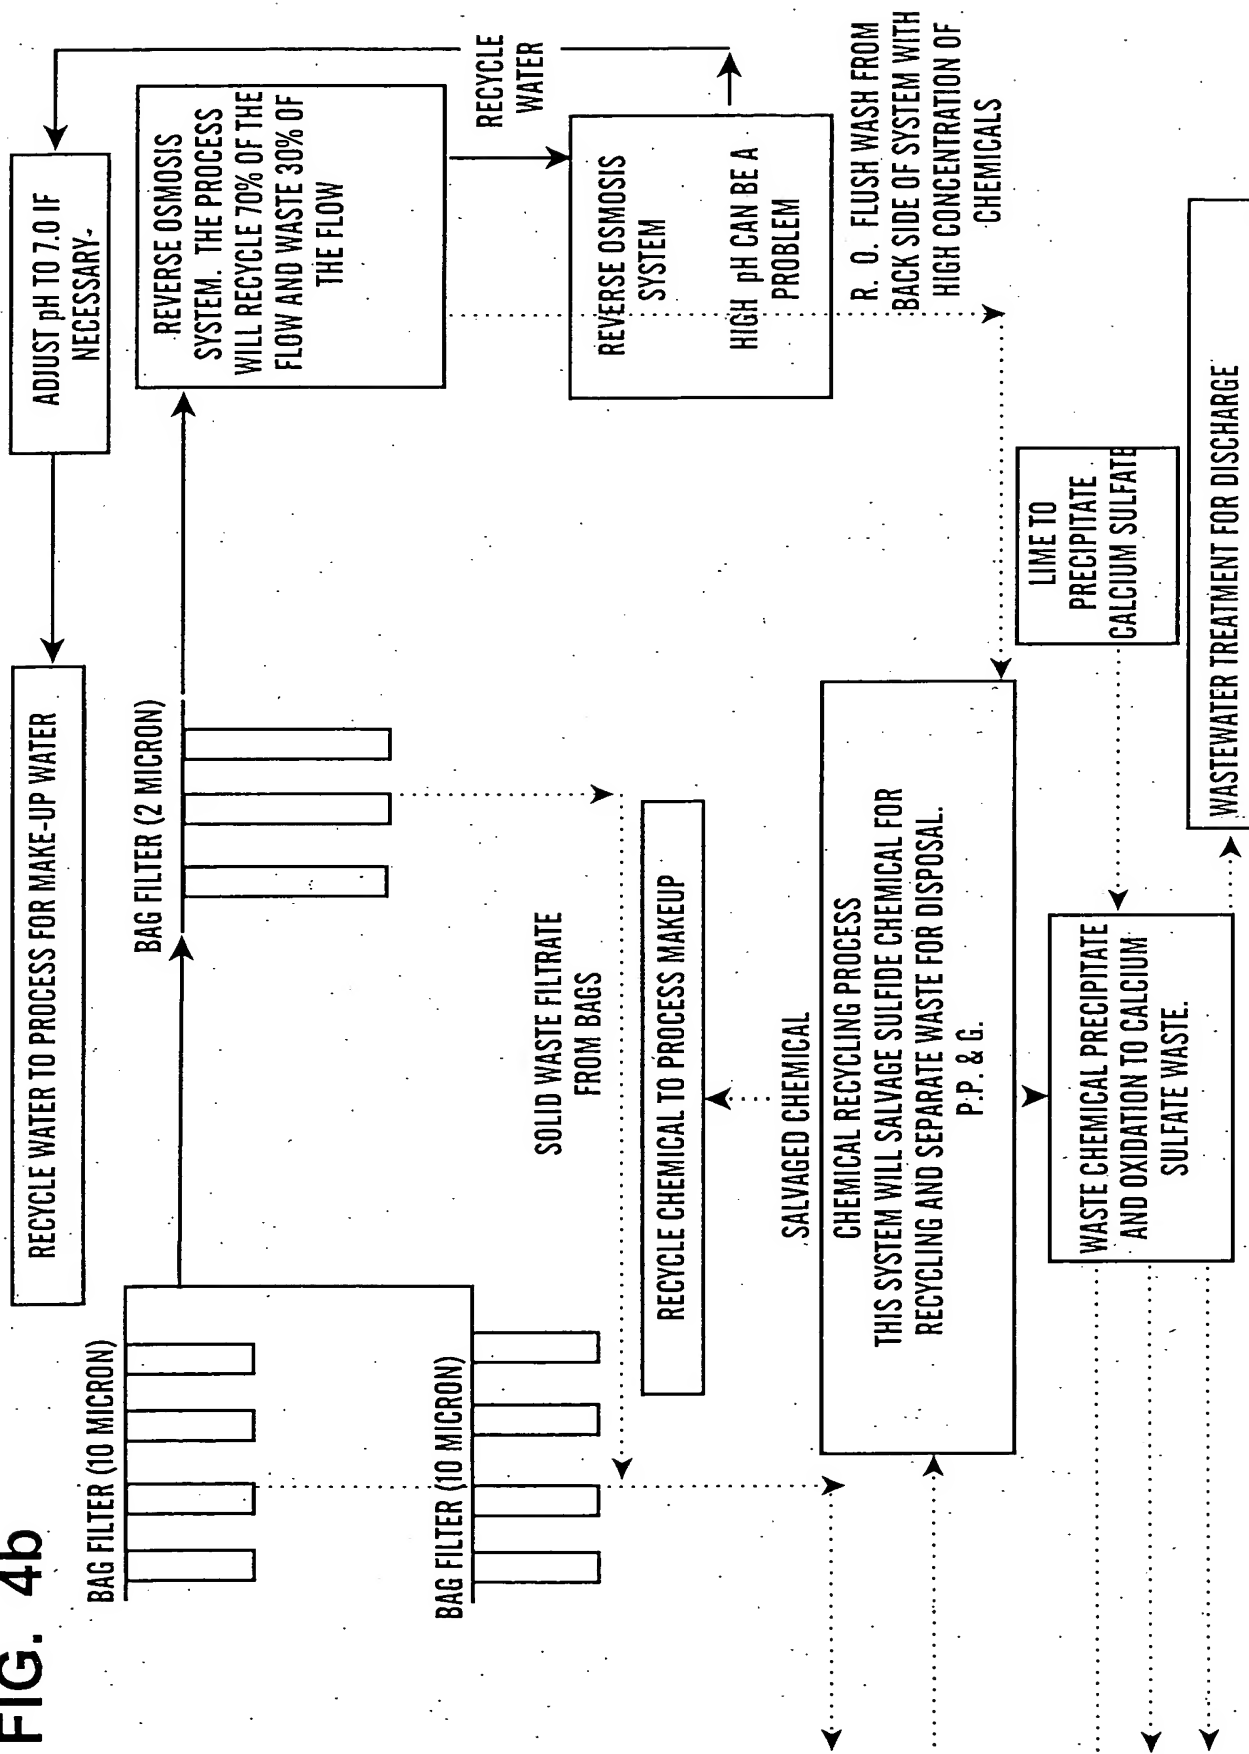 FIG. 4b
RECYCLE WATER TO PROCESS FOR MAKE-UP WATER
ADJUST pH TO 7.0 IF
NECESSARY-
BAG FILTER (10 MICRON)
BAG FILTER (2 MICRON)
REVERSE OSMOSIS
SYSTEM. THE PROCESS
WILL RECYCLE 70% OF THE
FLOW AND WASTE 30% OF
THE FLOW
RECYCLE
WATER
BAG FILTER (10 MICRON)
SOLID WASTE FILTRATE
FROM BAGS
REVERSE OSMOSIS
SYSTEM
HIGH pH CAN BE A
PROBLEM
RECYCLE CHEMICAL TO PROCESS MAKEUP
SALVAGED CHEMICAL
R. O. FLUSH WASH FROM
BACK SIDE OF SYSTEM WITH
HIGH CONCENTRATION OF
CHEMICALS
CHEMICAL RECYCLING PROCESS
THIS SYSTEM WILL SALVAGE SULFIDE CHEMICAL FOR
RECYCLING AND SEPARATE WASTE FOR DISPOSAL.
P.P. & G.
LIME TO
PRECIPITATE
CALCIUM SULFATE
WASTE CHEMICAL PRECIPITATE
AND OXIDATION TO CALCIUM
SULFATE WASTE.
WASTEWATER TREATMENT FOR DISCHARGE